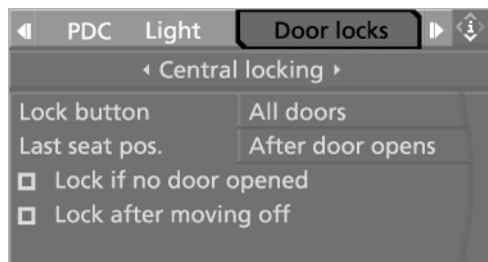 PDC Light Door locks i
Central locking
Lock button All doors
Last seat pos. After door opens
Lock if no door opened
Lock after moving off